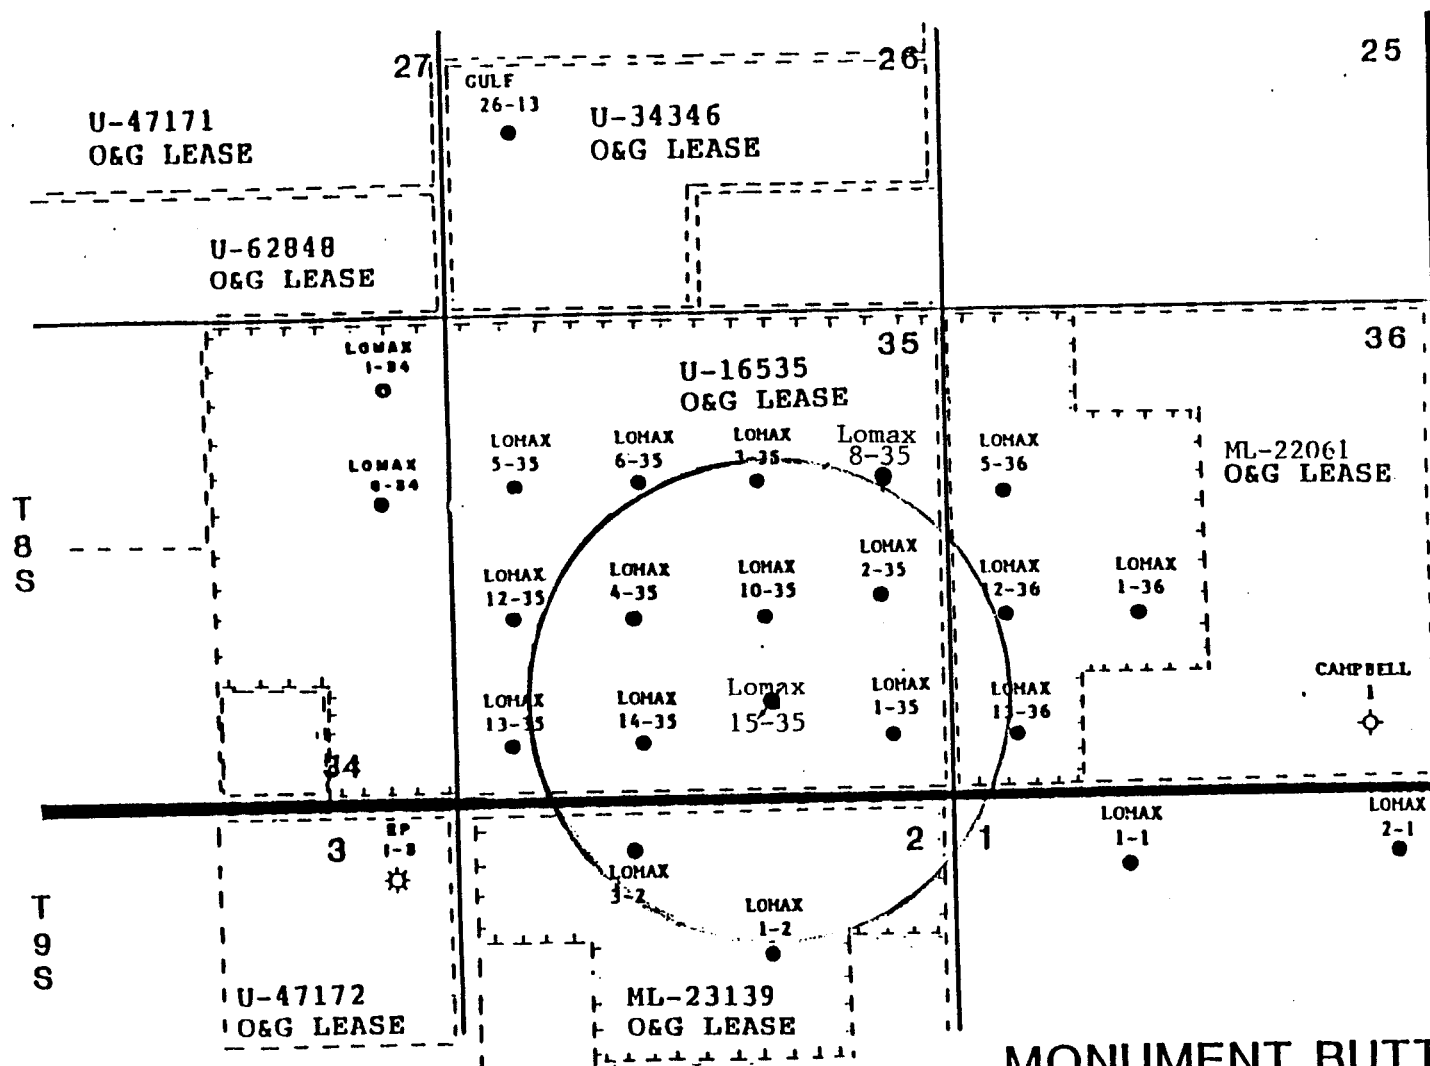 27
26
25
GULF
26-13
U-47171
O&G LEASE
U-34346
O&G LEASE
U-62848
O&G LEASE
35
36
LOMAX
1-34
U-16535
O&G LEASE
LOMAX
5-35
LOMAX
6-35
LOMAX
3-35
Lomax
8-35
LOMAX
5-36
ML-22061
O&G LEASE
LOMAX
8-34
T
8
S
LOMAX
12-35
LOMAX
4-35
LOMAX
10-35
LOMAX
2-35
LOMAX
12-36
LOMAX
1-36
LOMAX
13-35
LOMAX
14-35
Lomax
15-35
LOMAX
1-35
LOMAX
13-36
CAMPBELL
1
34
3
2
1
LOMAX
1-1
LOMAX
2-1
LOMAX
3-2
LOMAX
1-2
T
9
S
U-47172
O&G LEASE
ML-23139
O&G LEASE
MONUMENT BUTT